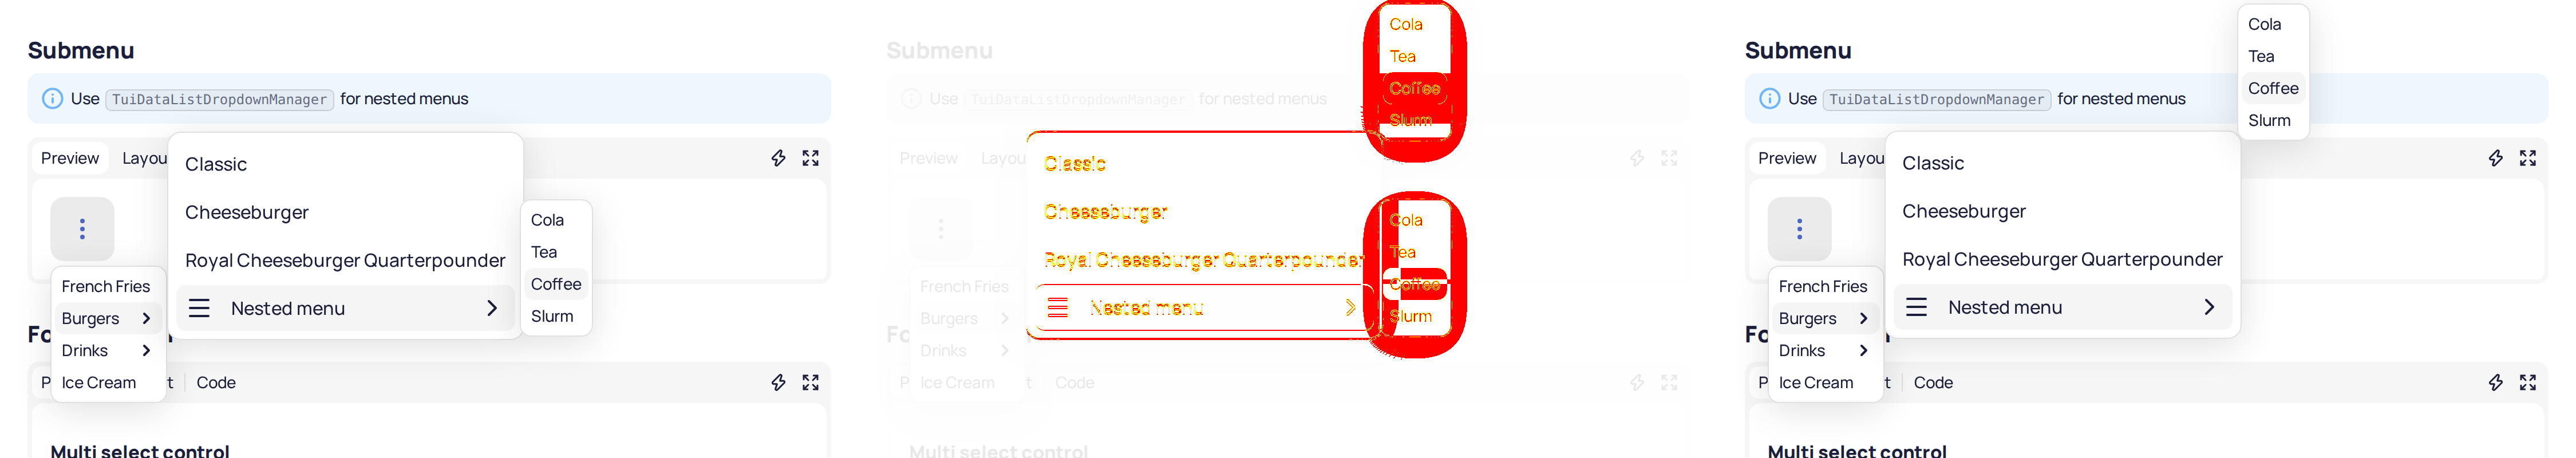 Submenu
Use TuiDataListDropdownManager for nested menus
Preview Layou
Classic
Cheeseburger
Royal Cheeseburger Quarterpounder
Nested menu
Cola
Tea
Coffee
Slurm
French Fries
Burgers
Drinks
Ice Cream
Fo
P t Code
Multi select control
Submenu
Use TuiDataListDropdownManager for nested menus
Preview Layou
Cola
Tea
Coffee
Slurm
Classic
Cheeseburger
Royal Cheeseburger Quarterpounder
Nested menu
Cola
Tea
Coffee
Slurm
French Fries
Burgers
Drinks
Ice Cream
Fo
P t Code
Multi select control
Submenu
Use TuiDataListDropdownManager for nested menus
Cola
Tea
Coffee
Slurm
Preview Layou
Classic
Cheeseburger
Royal Cheeseburger Quarterpounder
Nested menu
French Fries
Burgers
Drinks
Ice Cream
Fo
P t Code
Multi select control